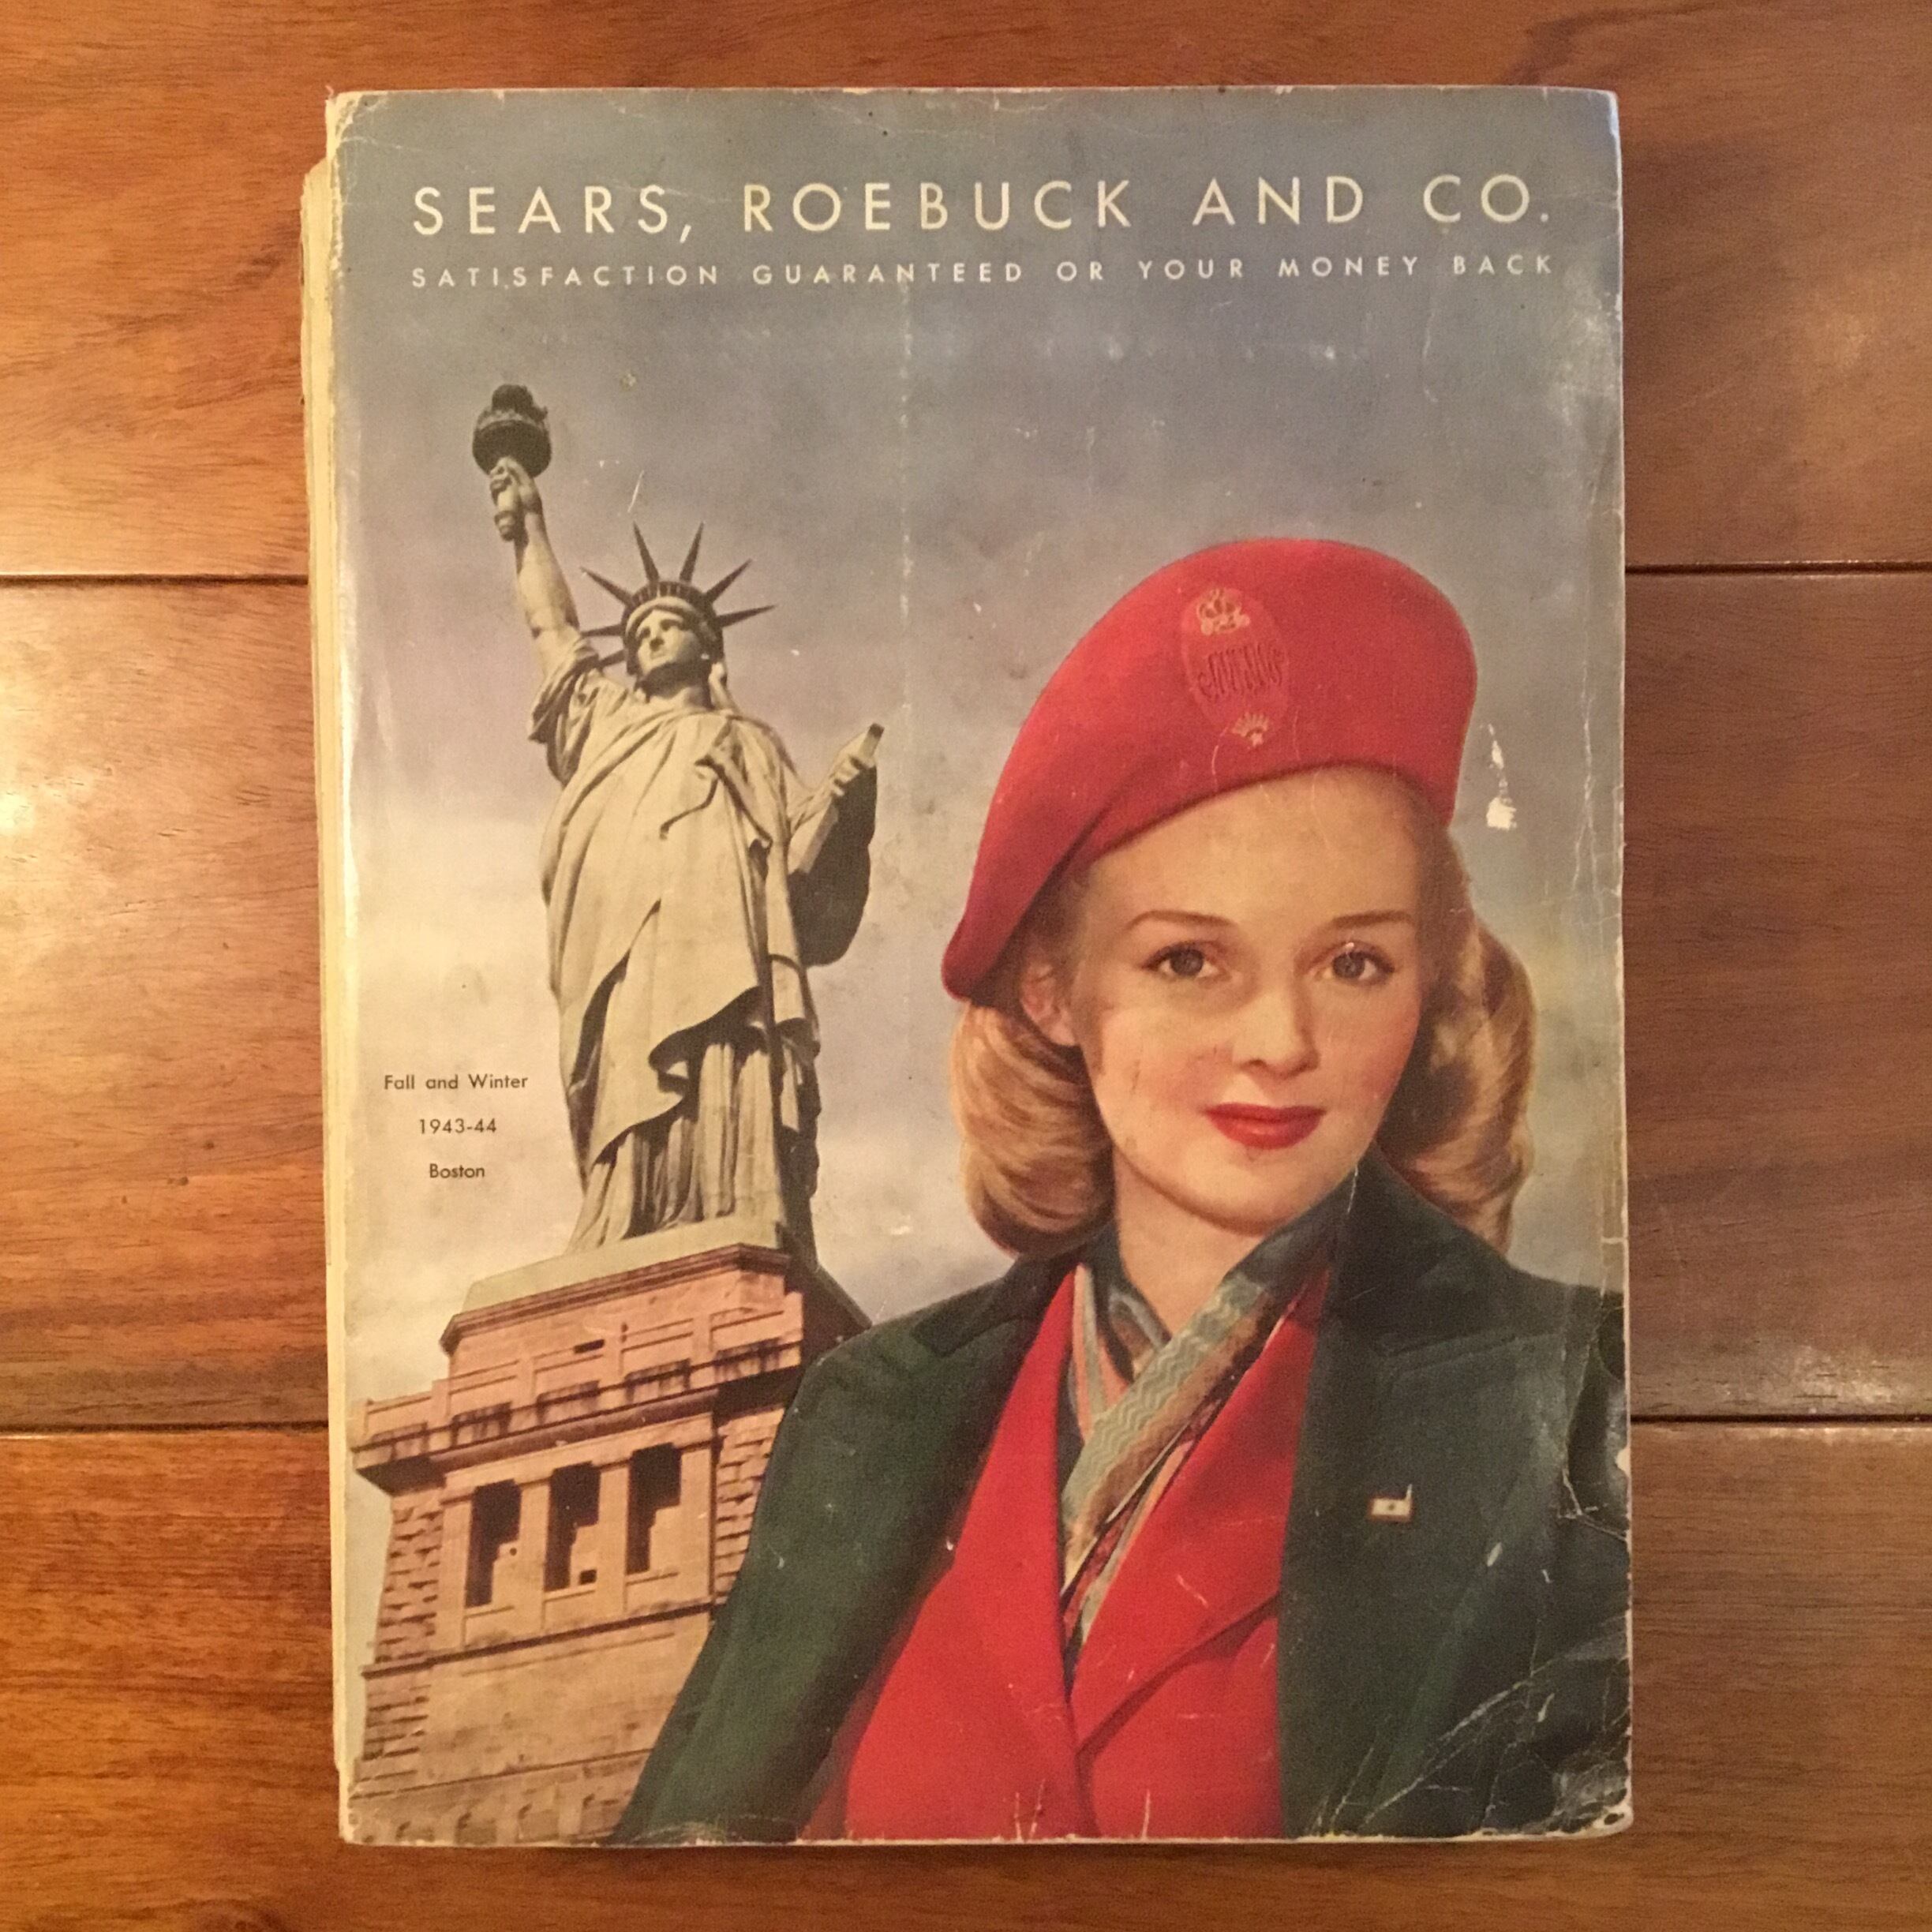 SEARS, ROEBUCK AND CO.
SATISFACTION GUARANTEED OR YOUR MONEY BACK
Fall and Winter
1943-44
Boston